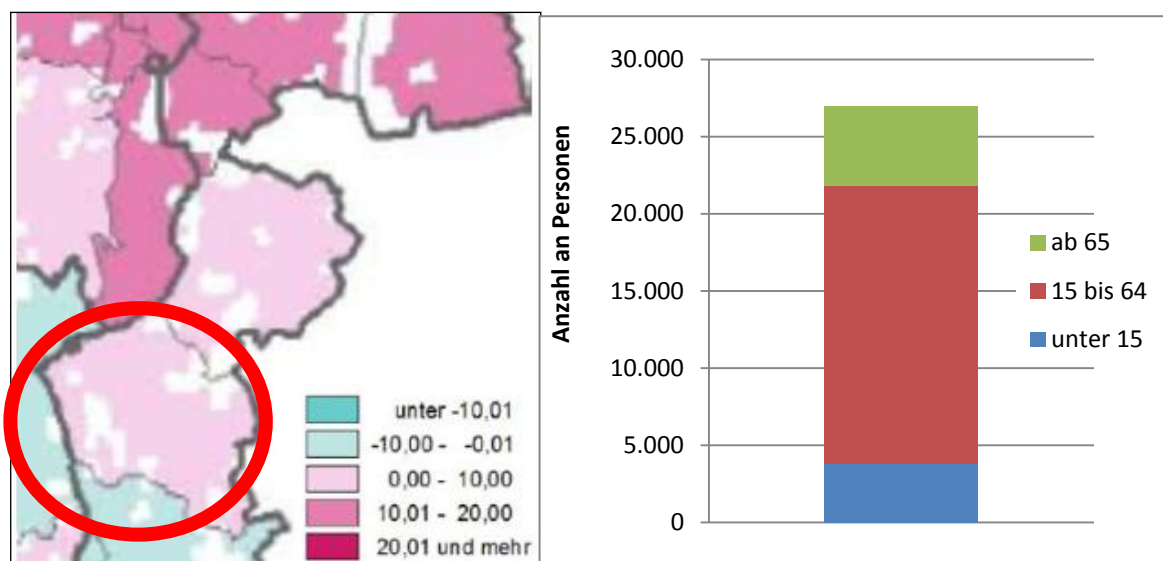 unter -10,01
-10,00 - -0,01
0,00 - 10,00
10,01 - 20,00
20,01 und mehr
Anzahl an Personen
30.000
25.000
20.000
15.000
10.000
5.000
0
ab 65
15 bis 64
unter 15